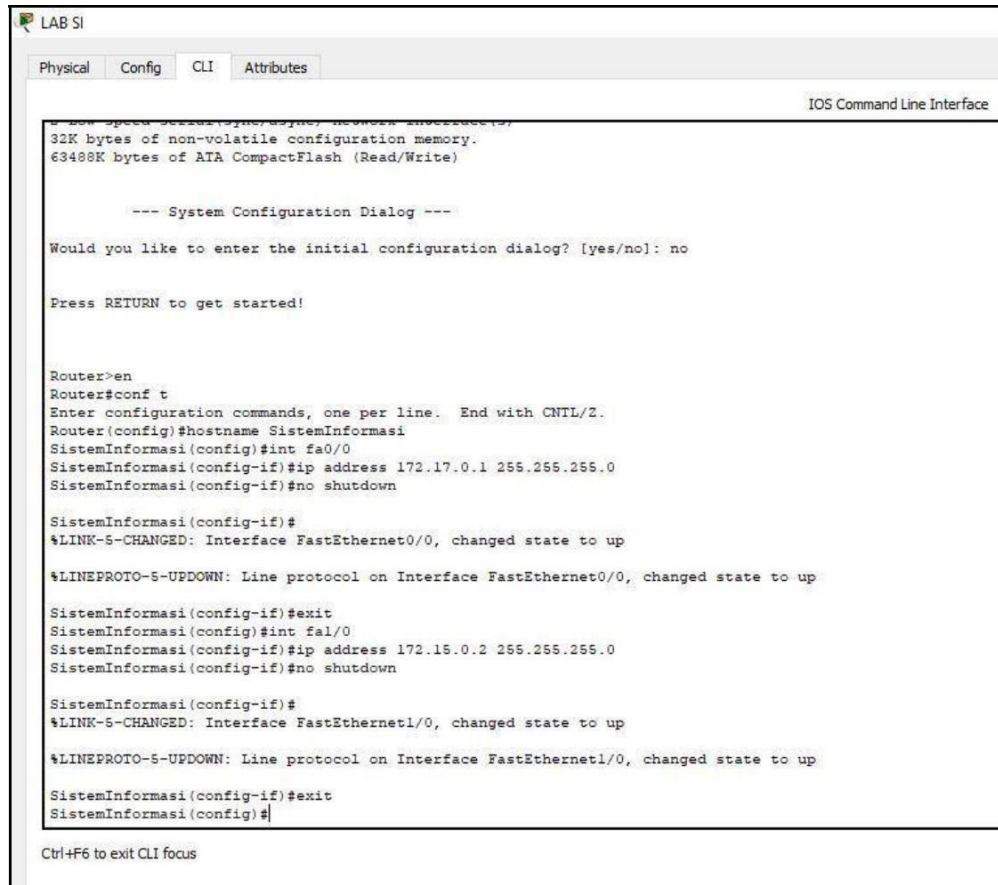 LAB SI
Physical Config CLI Attributes
IOS Command Line Interface
2 Low-speed serial(sync/async) network interface(s)
32K bytes of non-volatile configuration memory.
63488K bytes of ATA CompactFlash (Read/Write)
--- System Configuration Dialog ---
Would you like to enter the initial configuration dialog? [yes/no]: no
Press RETURN to get started!
Router>en
Router#conf t
Enter configuration commands, one per line.  End with CNTL/Z.
Router(config)#hostname SistemInformasi
SistemInformasi(config)#int fa0/0
SistemInformasi(config-if)#ip address 172.17.0.1 255.255.255.0
SistemInformasi(config-if)#no shutdown
SistemInformasi(config-if)#
%LINK-5-CHANGED: Interface FastEthernet0/0, changed state to up
%LINEPROTO-5-UPDOWN: Line protocol on Interface FastEthernet0/0, changed state to up
SistemInformasi(config-if)#exit
SistemInformasi(config)#int fa1/0
SistemInformasi(config-if)#ip address 172.15.0.2 255.255.255.0
SistemInformasi(config-if)#no shutdown
SistemInformasi(config-if)#
%LINK-5-CHANGED: Interface FastEthernet1/0, changed state to up
%LINEPROTO-5-UPDOWN: Line protocol on Interface FastEthernet1/0, changed state to up
SistemInformasi(config-if)#exit
SistemInformasi(config)#
Ctrl+F6 to exit CLI focus